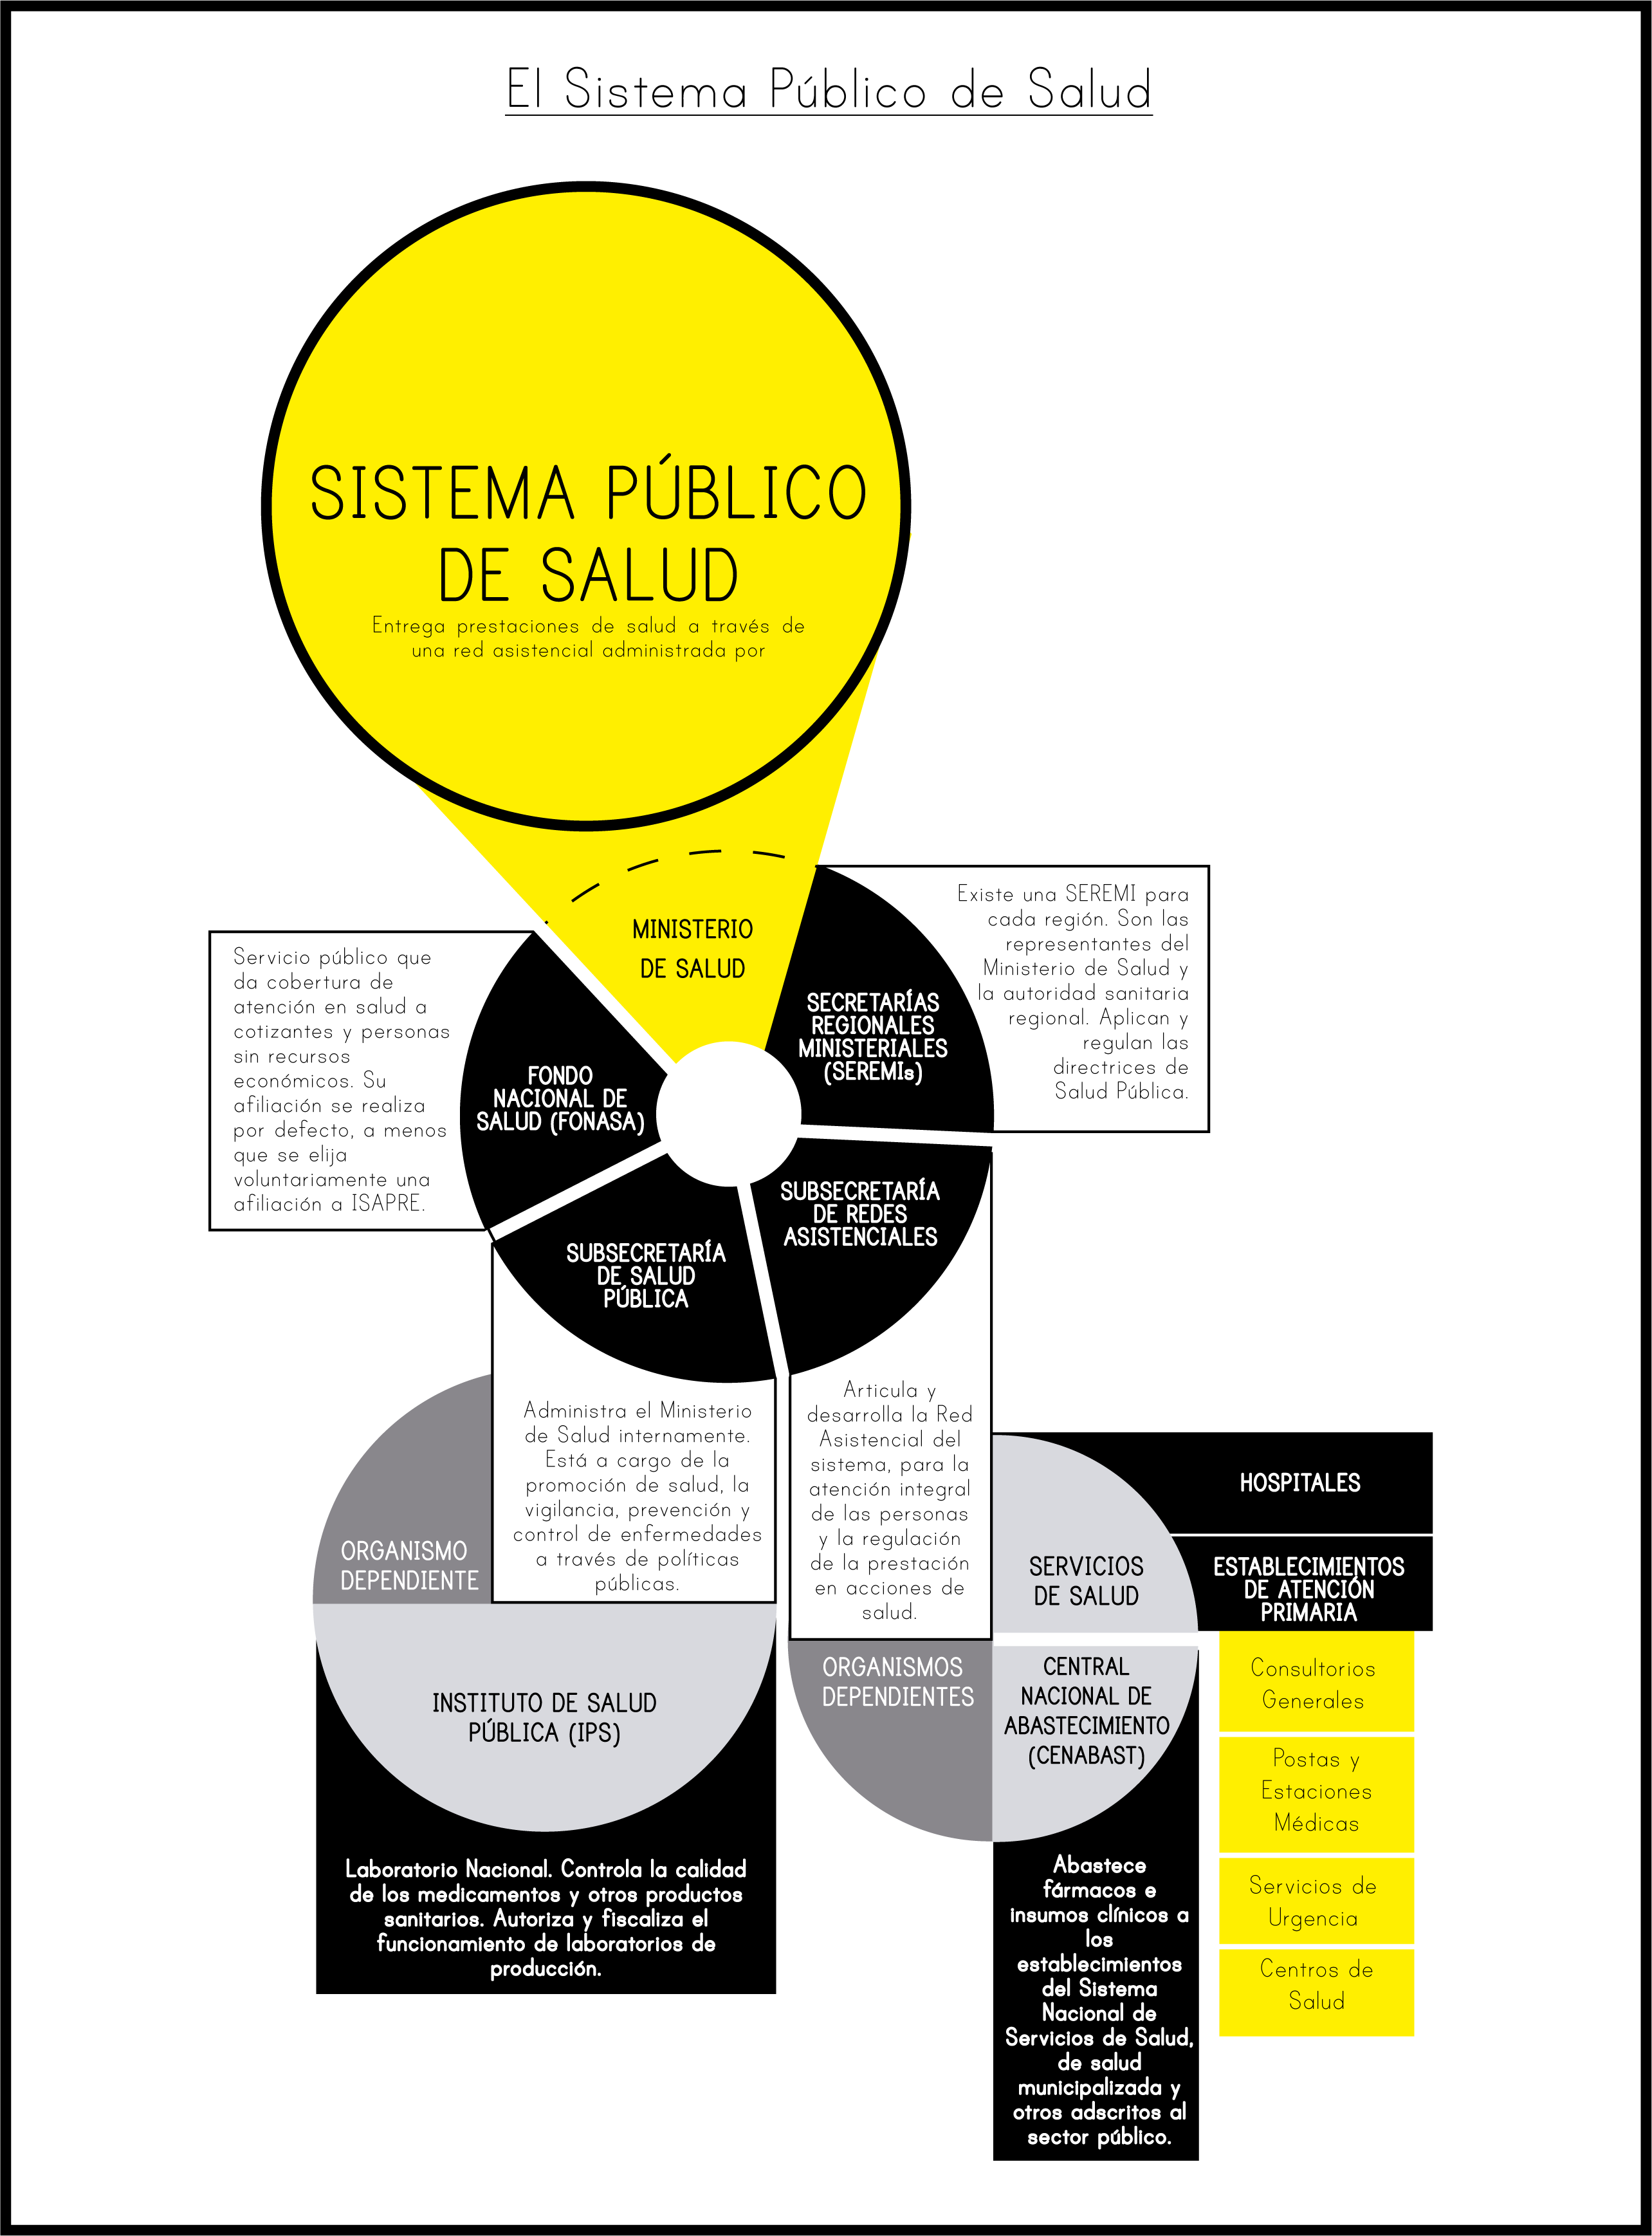 El Sistema Público de Salud
SISTEMA PÚBLICO
DE SALUD
Entrega prestaciones de salud a través de
una red asistencial administrada por
MINISTERIO
DE SALUD
Existe una SEREMI para
cada región. Son las
representantes del
Ministerio de Salud y
la autoridad sanitaria
regional. Aplican y
regulan las
directrices de
Salud Pública.
SECRETARÍAS
REGIONALES
MINISTERIALES
(SEREMIs)
Servicio público que
da cobertura de
atención en salud a
cotizantes y personas
sin recursos
económicos. Su
afiliación se realiza
por defecto, a menos
que se elija
voluntariamente una
afiliación a ISAPRE.
FONDO
NACIONAL DE
SALUD (FONASA)
SUBSECRETARÍA
DE REDES
ASISTENCIALES
SUBSECRETARÍA
DE SALUD
PÚBLICA
Administra el Ministerio
de Salud internamente.
Está a cargo de la
promoción de salud, la
vigilancia, prevención y
control de enfermedades
a través de políticas
públicas.
Articula y
desarrolla la Red
Asistencial del
sistema, para la
atención integral
de las personas
y la regulación
de la prestación
en acciones de
salud.
ORGANISMO
DEPENDIENTE
INSTITUTO DE SALUD
PÚBLICA (IPS)
Laboratorio Nacional. Controla la calidad
de los medicamentos y otros productos
sanitarios. Autoriza y fiscaliza el
funcionamiento de laboratorios de
producción.
ORGANISMOS
DEPENDIENTES
SERVICIOS
DE SALUD
HOSPITALES
ESTABLECIMIENTOS
DE ATENCIÓN
PRIMARIA
Consultorios
Generales
Postas y
Estaciones
Médicas
Servicios de
Urgencia
Centros de
Salud
CENTRAL
NACIONAL DE
ABASTECIMIENTO
(CENABAST)
Abastece
fármacos e
insumos clínicos a
los
establecimientos
del Sistema
Nacional de
Servicios de Salud,
de salud
municipalizada y
otros adscritos al
sector público.